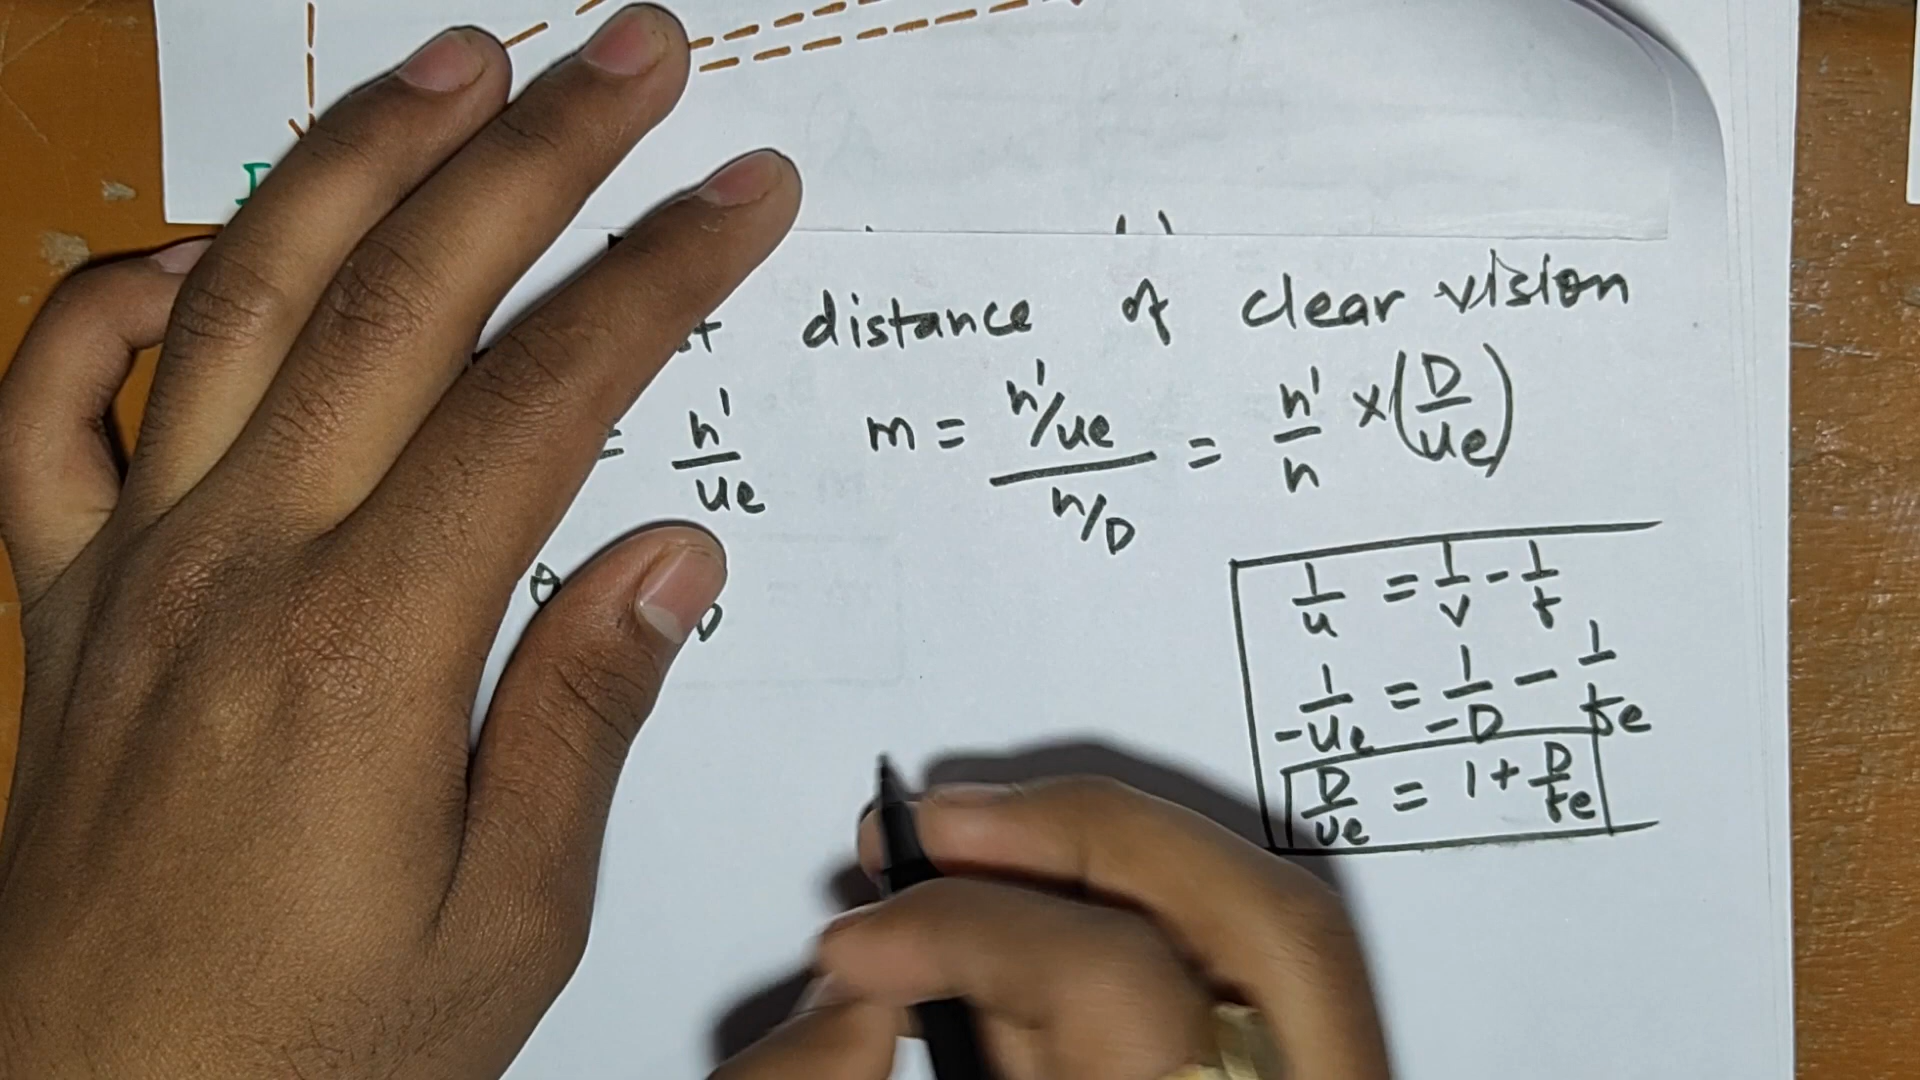 distance of clear vision
= h'/ue m = (h'/ue)/(h/D) = h'/h × (D/ue)
θ D
1/u = 1/v - 1/f
1/-ue = 1/-D - 1/fe
D/ue = 1 + D/fe